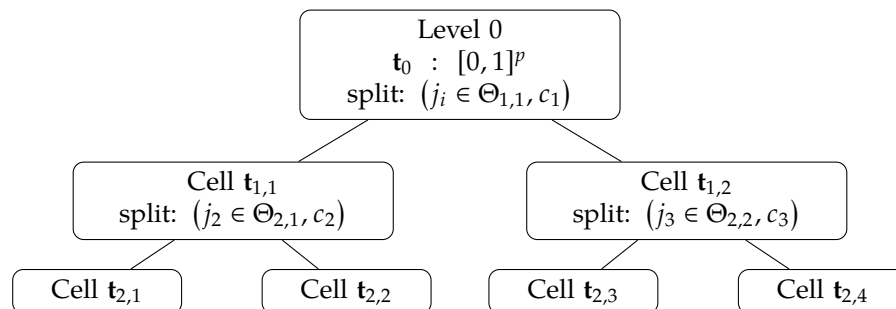 Level 0
t₀ : [0, 1]ᵖ
split: (jᵢ ∈ Θ₁,₁, c₁)
Cell t₁,₁
split: (j₂ ∈ Θ₂,₁, c₂)
Cell t₁,₂
split: (j₃ ∈ Θ₂,₂, c₃)
Cell t₂,₁
Cell t₂,₂
Cell t₂,₃
Cell t₂,₄